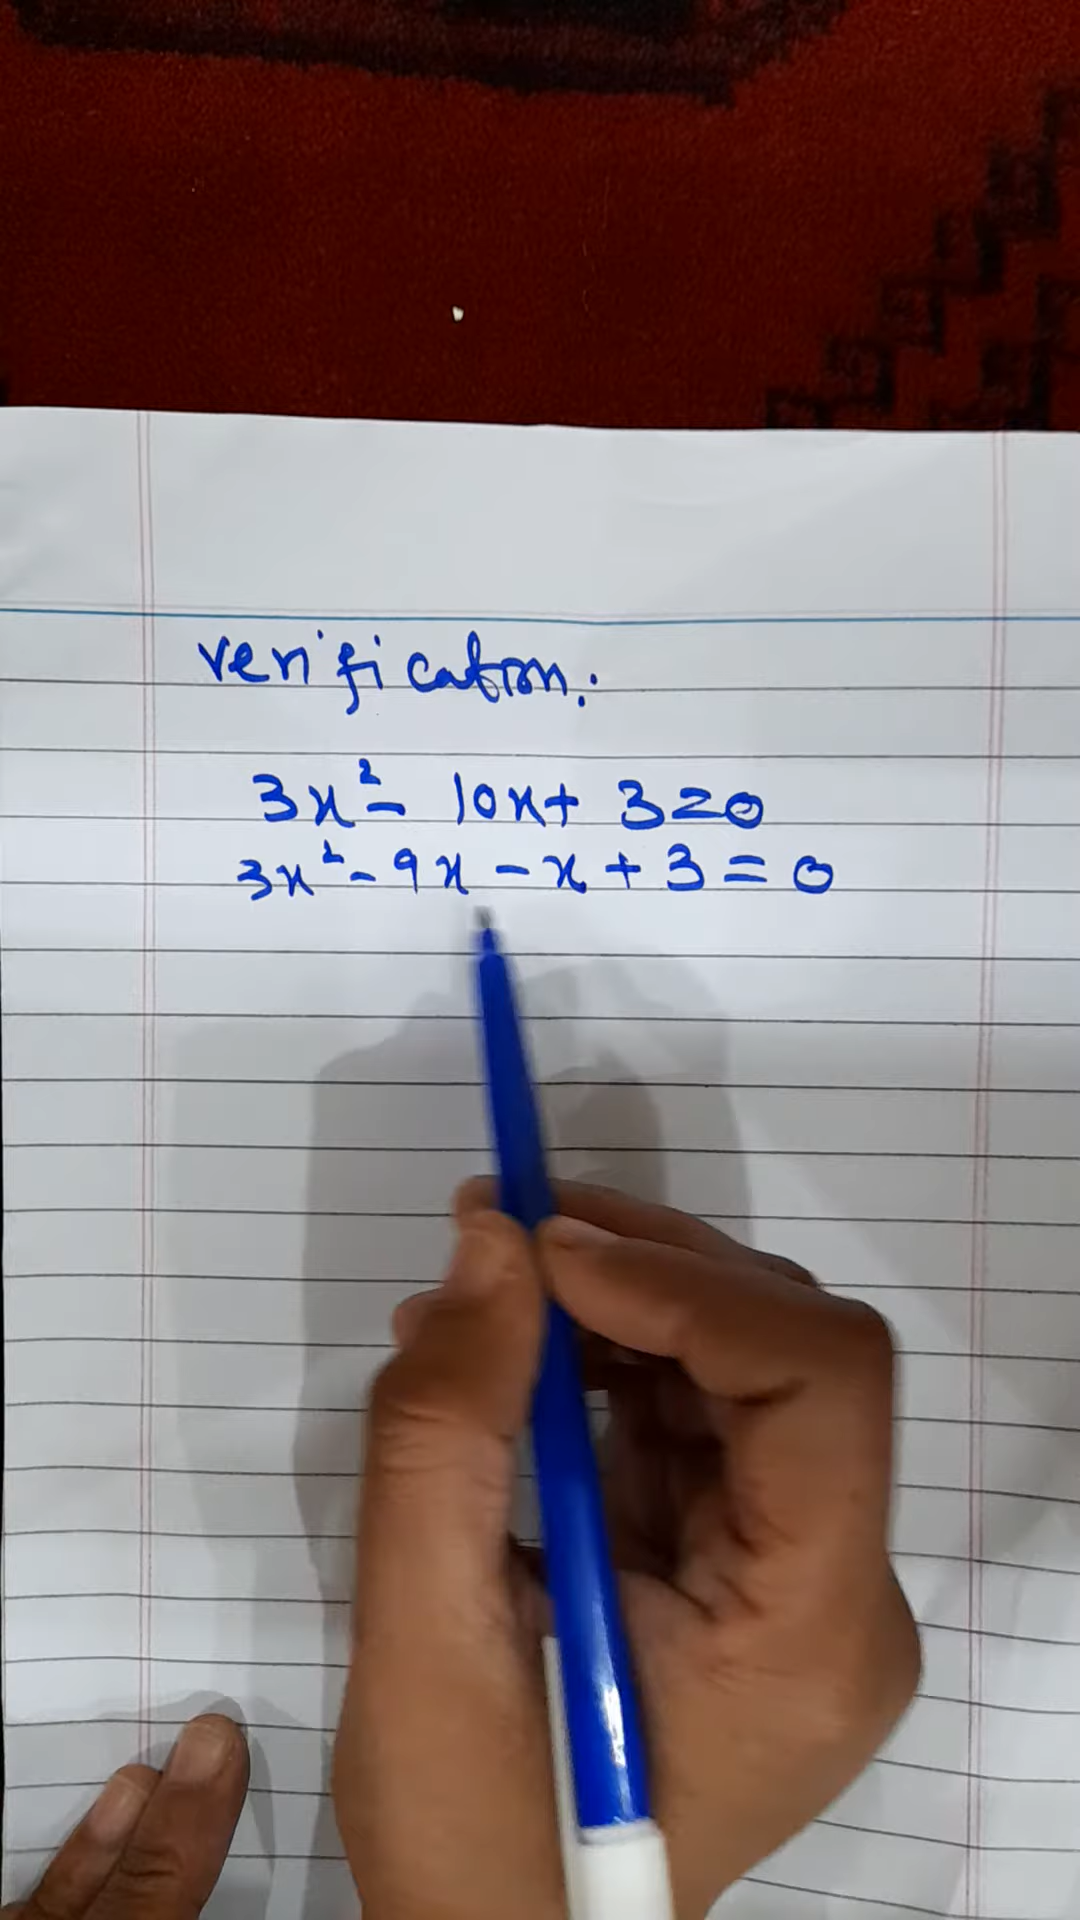 verification:
3x² - 10x + 3 = 0
3x² - 9x - x + 3 = 0